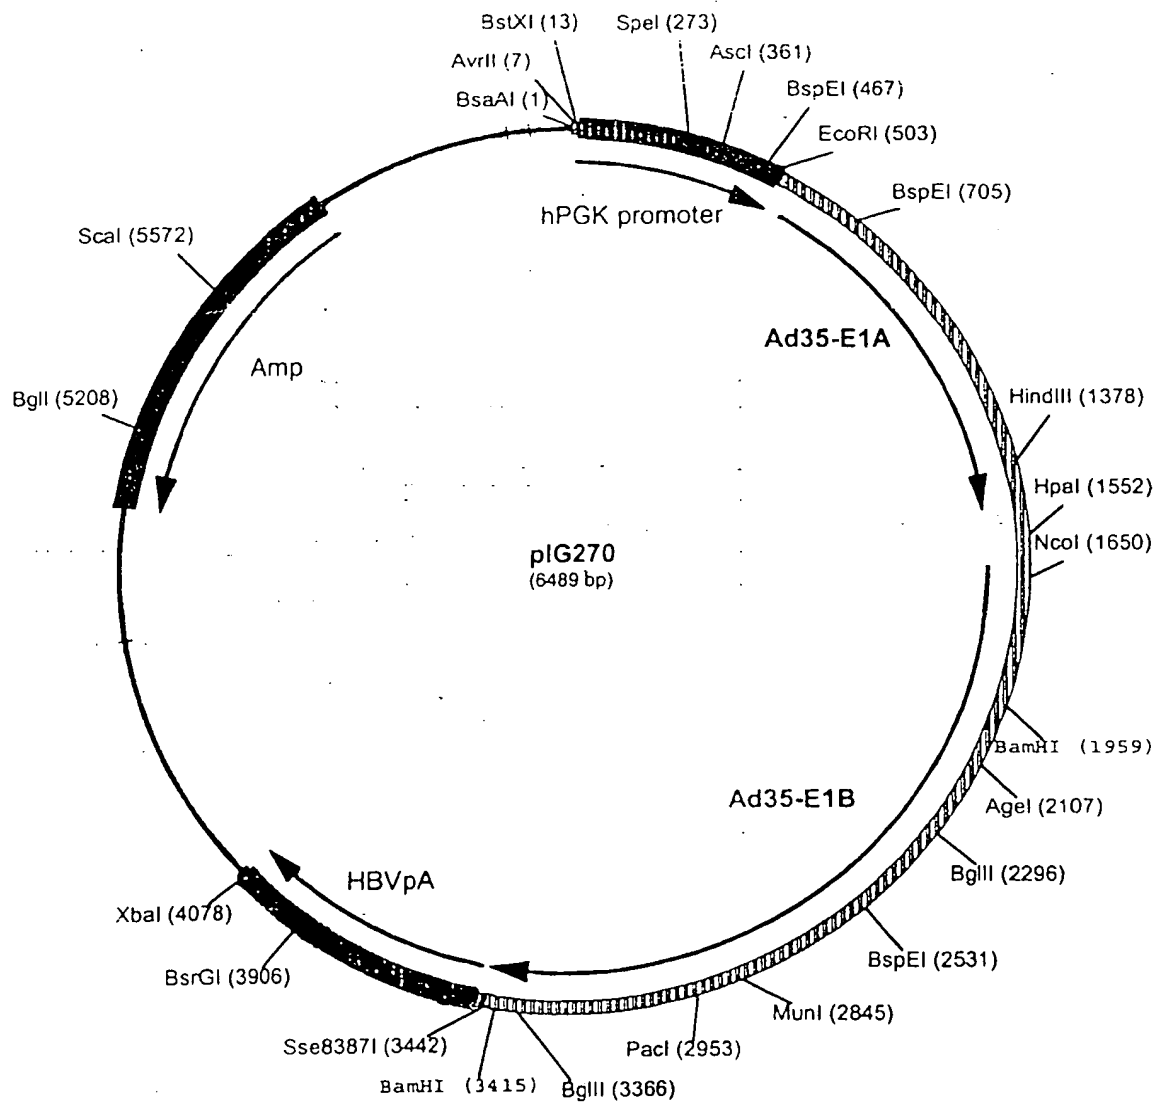 BstXI (13)
SpeI (273)
AvrII (7)
AscI (361)
BsaAI (1)
BspEI (467)
EcoRI (503)
BspEI (705)
hPGK promoter
ScaI (5572)
Ad35-E1A
Amp
BglI (5208)
HindIII (1378)
HpaI (1552)
NcoI (1650)
pIG270
(6489 bp)
BamHI (1959)
AgeI (2107)
Ad35-E1B
BglII (2296)
HBVpA
XbaI (4078)
BspEI (2531)
BsrGI (3906)
MunI (2845)
Sse8387I (3442)
PacI (2953)
BamHI (3415)
BglII (3366)